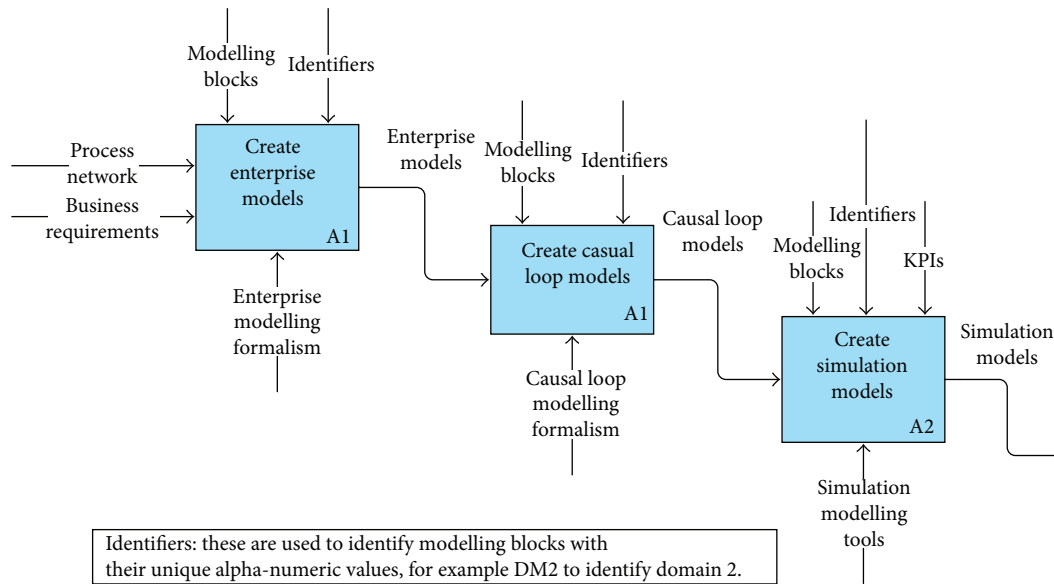 Modelling
blocks
Identifiers
Process
network
Business
requirements
Create
enterprise
models
A1
Enterprise
modelling
formalism
Enterprise
models
Modelling
blocks
Identifiers
Create casual
loop models
A1
Causal loop
modelling
formalism
Causal loop
models
Modelling
blocks
Identifiers
KPIs
Create
simulation
models
A2
Simulation
modelling
tools
Simulation
models
Identifiers: these are used to identify modelling blocks with
their unique alpha-numeric values, for example DM2 to identify domain 2.